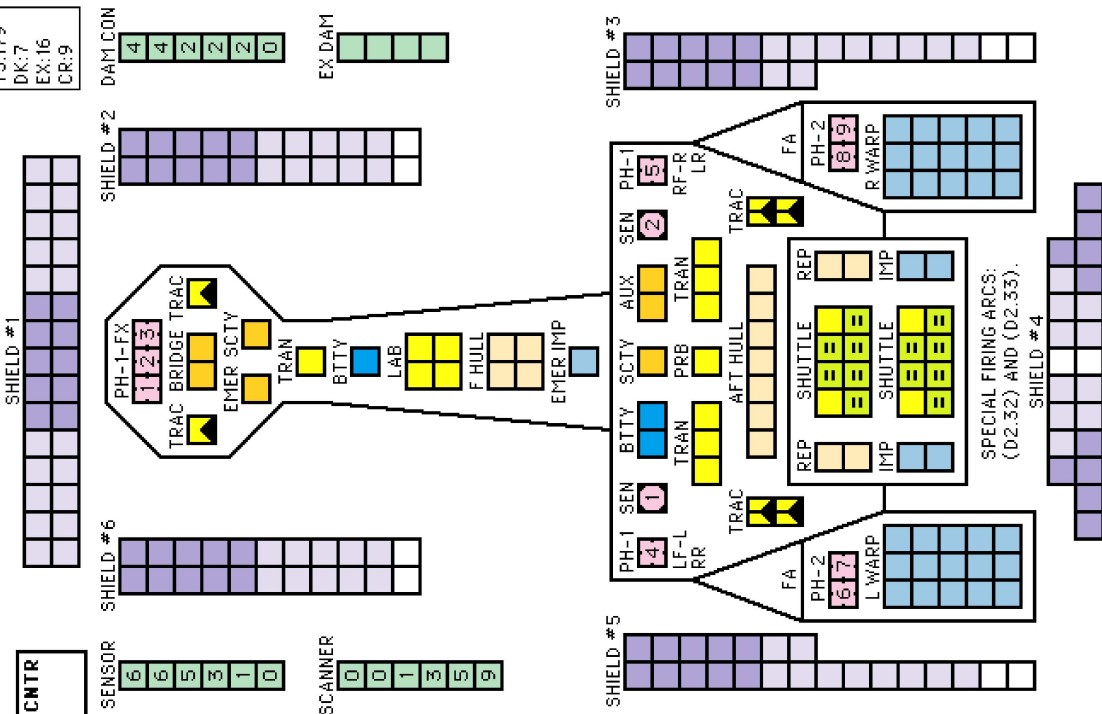 DK:7
EX:16
CR:9
CNTR
SHIELD #1
DAM CON
4
4
2
2
2
0
EX DAM
SHIELD #2
SHIELD #6
SENSOR
6
6
5
3
1
0
SCANNER
0
0
1
3
5
9
PH-1-FX
1 2 3
TRAC
BRIDGE
TRAC
EMER
SCTY
TRAN
BTTY
LAB
F HULL
EMER IMP
SHIELD #5
SHIELD #3
PH-1
4
LF-L
RR
SEN
1
BTTY
SCTY
AUX
SEN
2
PH-1
5
RF-R
LR
TRAN
PRB
TRAN
TRAC
AFT HULL
TRAC
FA
PH-2
6 7
L WARP
FA
PH-2
8 9
R WARP
REP
SHUTTLE
REP
= =
= = = =
IMP
SHUTTLE
IMP
= =
= = = =
SPECIAL FIRING ARCS:
(D2.32) AND (D2.33).
SHIELD #4